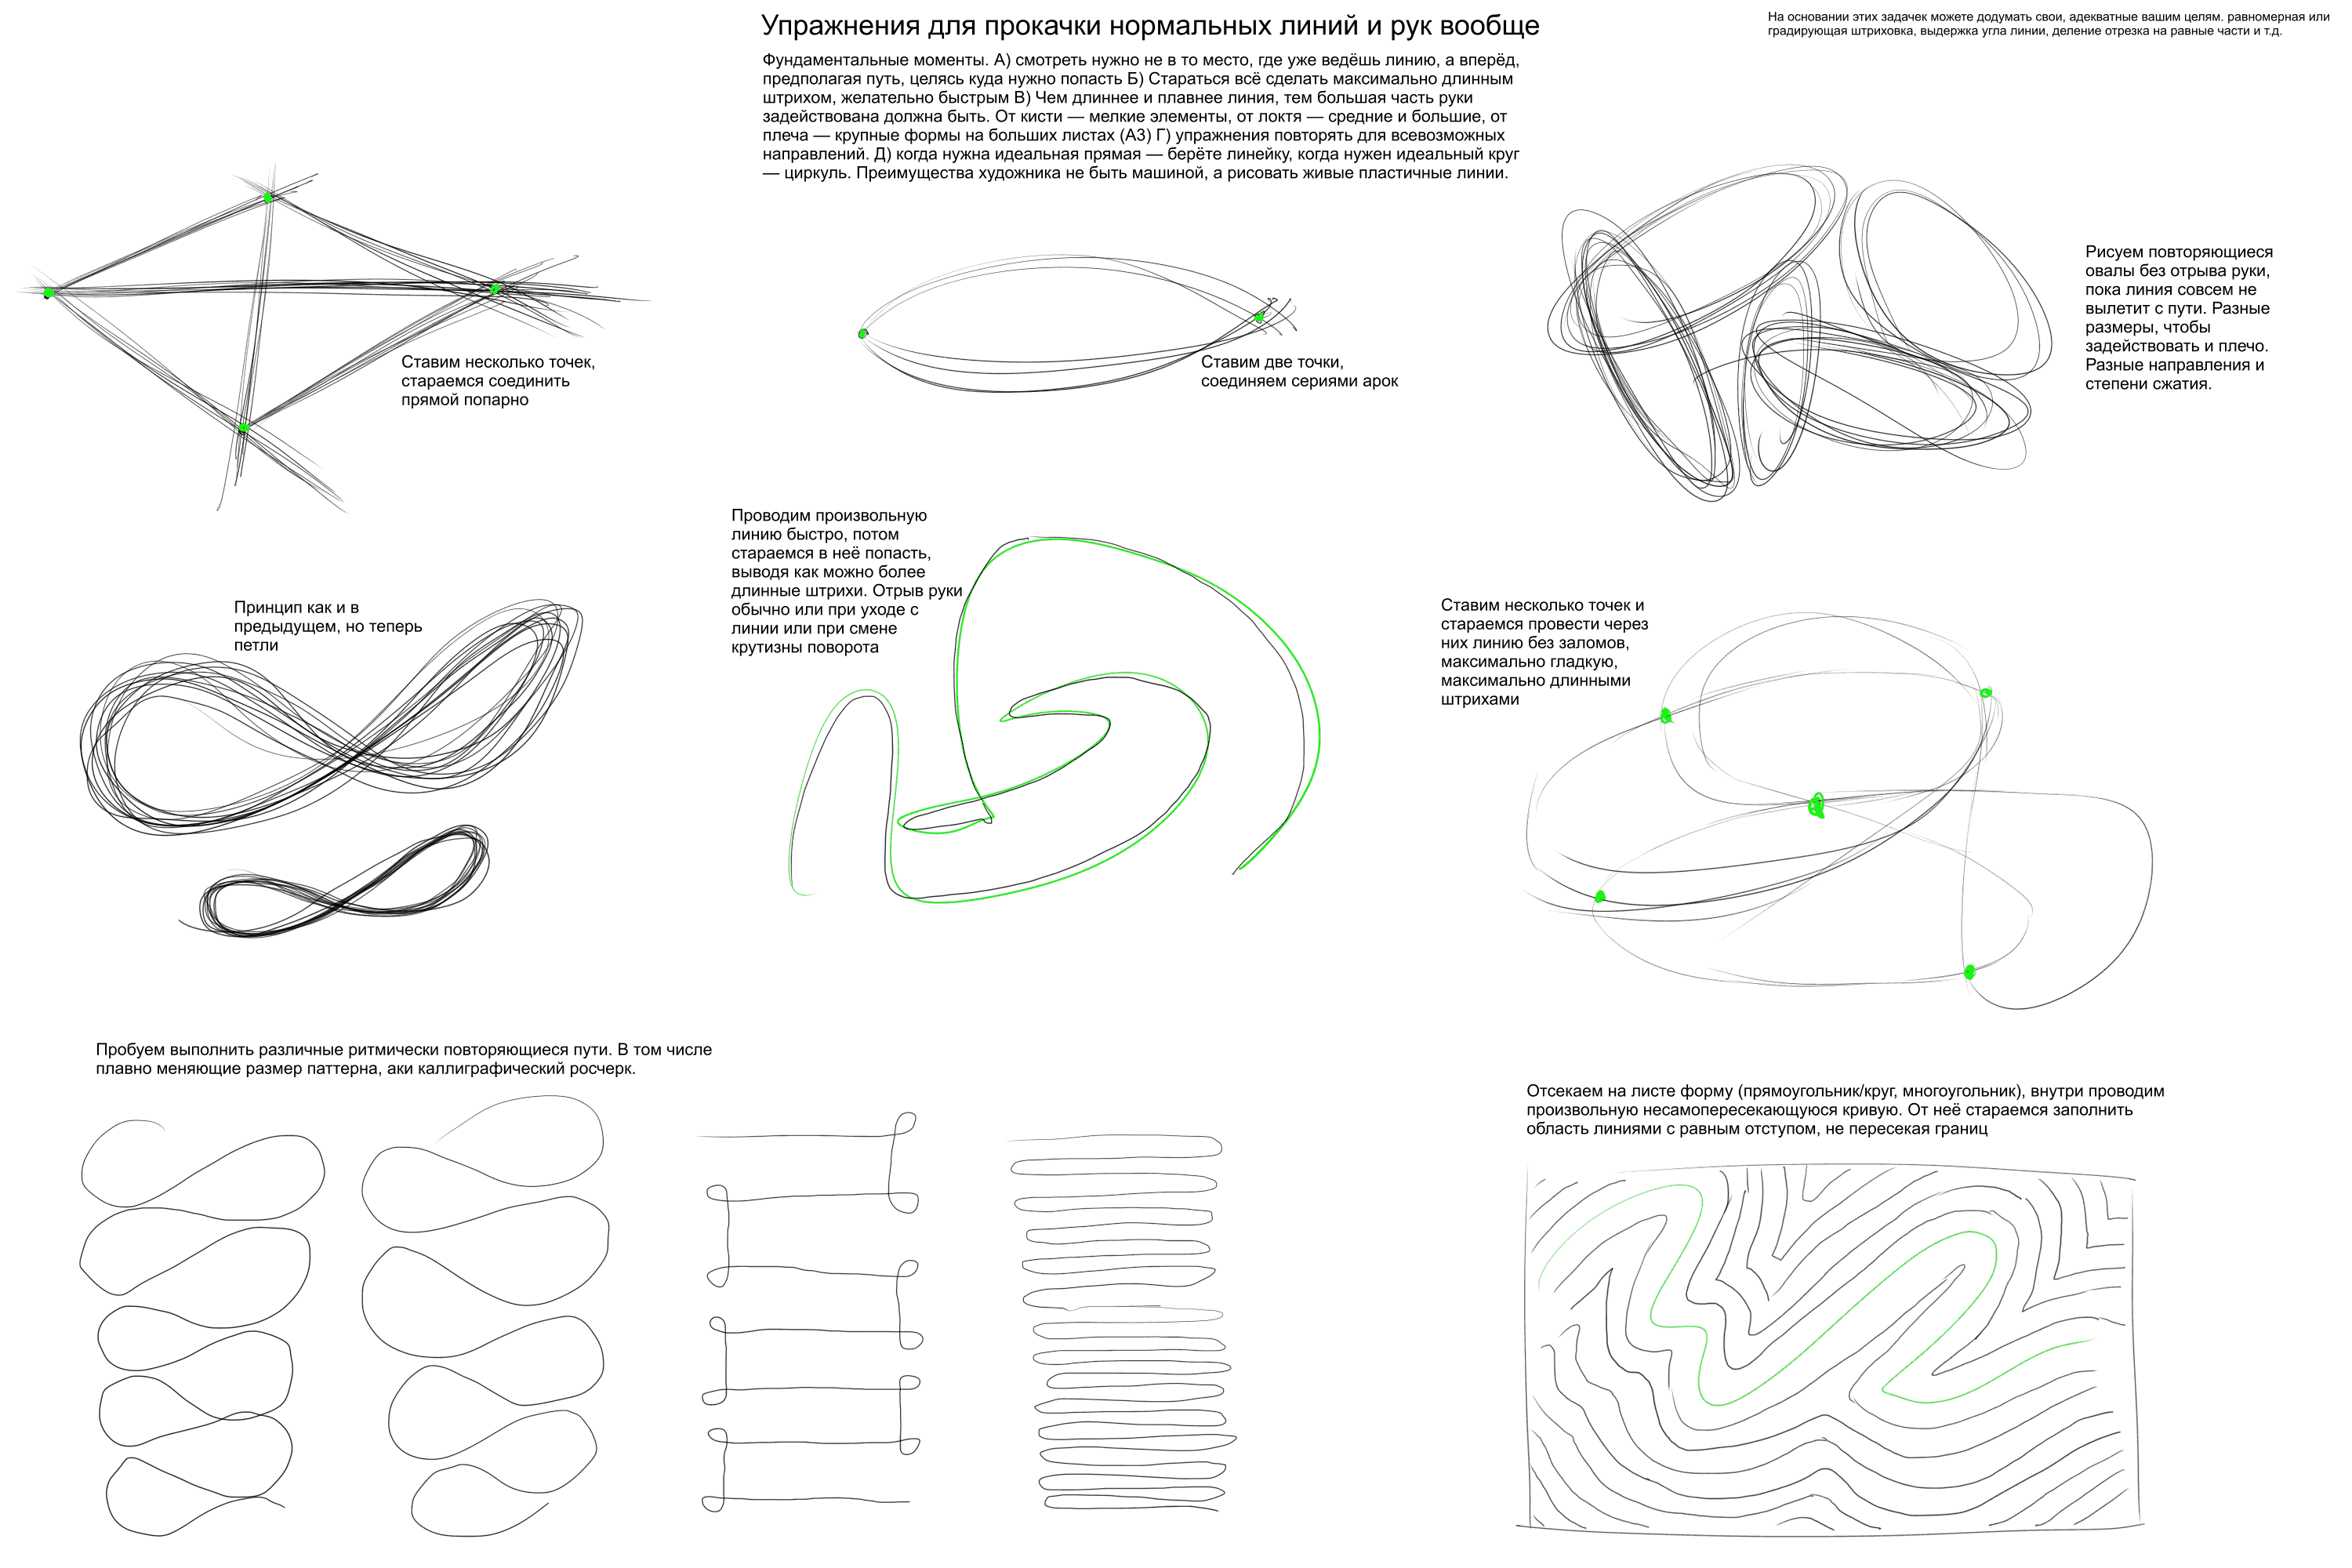 Упражнения для прокачки нормальных линий и рук вообще
На основании этих задачек можете додумать свои, адекватные вашим целям. равномерная или
градирующая штриховка, выдержка угла линии, деление отрезка на равные части и т.д.
Фундаментальные моменты. А) смотреть нужно не в то место, где уже ведёшь линию, а вперёд,
предполагая путь, целясь куда нужно попасть Б) Стараться всё сделать максимально длинным
штрихом, желательно быстрым В) Чем длиннее и плавнее линия, тем большая часть руки
задействована должна быть. От кисти — мелкие элементы, от локтя — средние и большие, от
плеча — крупные формы на больших листах (А3) Г) упражнения повторять для всевозможных
направлений. Д) когда нужна идеальная прямая — берёте линейку, когда нужен идеальный круг
— циркуль. Преимущества художника не быть машиной, а рисовать живые пластичные линии.
Ставим несколько точек,
стараемся соединить
прямой попарно
Ставим две точки,
соединяем сериями арок
Рисуем повторяющиеся
овалы без отрыва руки,
пока линия совсем не
вылетит с пути. Разные
размеры, чтобы
задействовать и плечо.
Разные направления и
степени сжатия.
Принцип как и в
предыдущем, но теперь
петли
Проводим произвольную
линию быстро, потом
стараемся в неё попасть,
выводя как можно более
длинные штрихи. Отрыв руки
обычно или при уходе с
линии или при смене
крутизны поворота
Ставим несколько точек и
стараемся провести через
них линию без заломов,
максимально гладкую,
максимально длинными
штрихами
Пробуем выполнить различные ритмически повторяющиеся пути. В том числе
плавно меняющие размер паттерна, аки каллиграфический росчерк.
Отсекаем на листе форму (прямоугольник/круг, многоугольник), внутри проводим
произвольную несамопересекающуюся кривую. От неё стараемся заполнить
область линиями с равным отступом, не пересекая границ